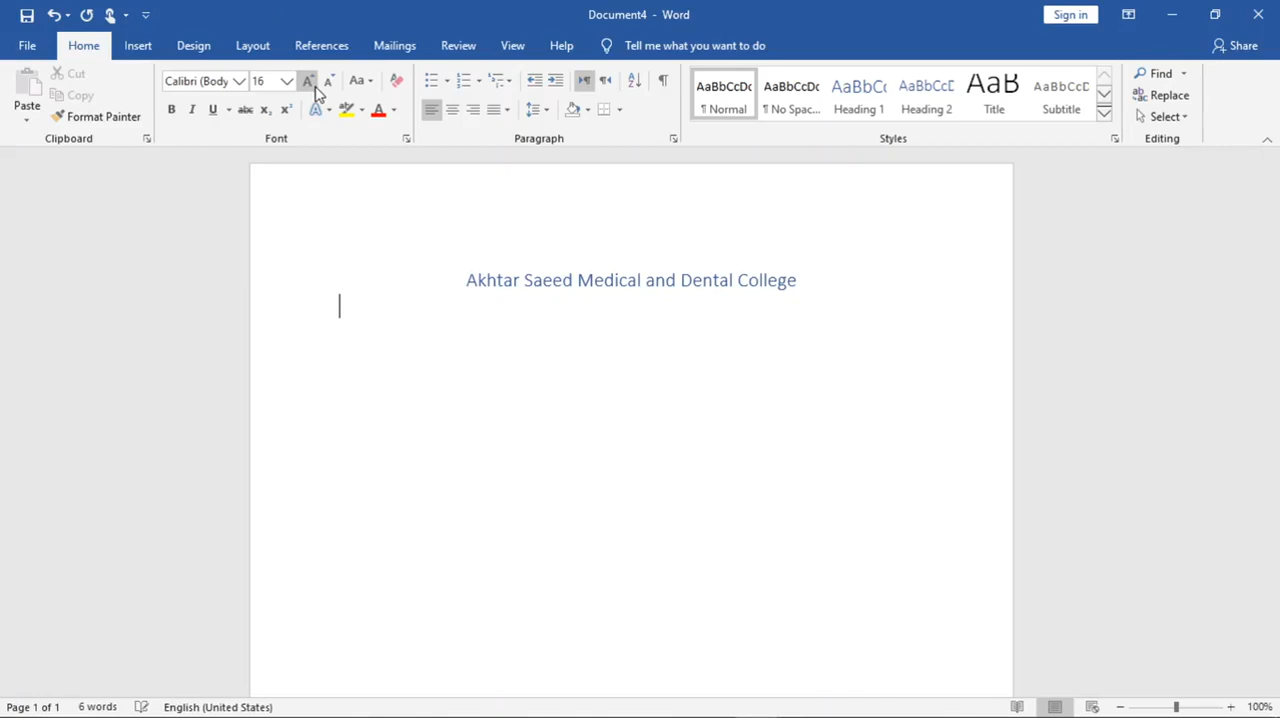 Document4 - Word
Sign in
File Home Insert Design Layout References Mailings Review View Help Tell me what you want to do Share
Paste
Cut
Copy
Format Painter
Clipboard
Calibri (Body 16 Aa
B I U abc x₂ x² A ab A
Font
Paragraph
AaBbCcDc AaBbCcDc AaBbCc AaBbCcD AaB AaBbCcD
¶ Normal ¶ No Spac... Heading 1 Heading 2 Title Subtitle
Styles
Find
Replace
Select
Editing
Akhtar Saeed Medical and Dental College
Page 1 of 1 6 words English (United States) 100%